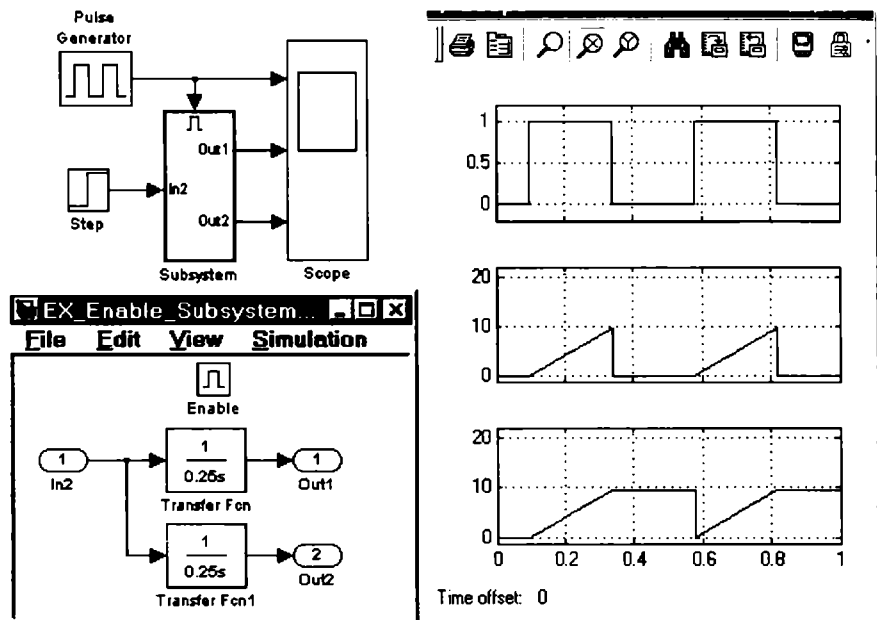 Pulse
Generator
Out1
In2
Out2
Step
Subsystem
Scope
EX_Enable_Subsystem...
File Edit View Simulation
Enable
1
In2
1
0.25s
Transfer Fcn
1
Out1
1
0.25s
Transfer Fcn1
2
Out2
1
0.5
0
20
10
0
20
10
0
0 0.2 0.4 0.6 0.8 1
Time offset: 0